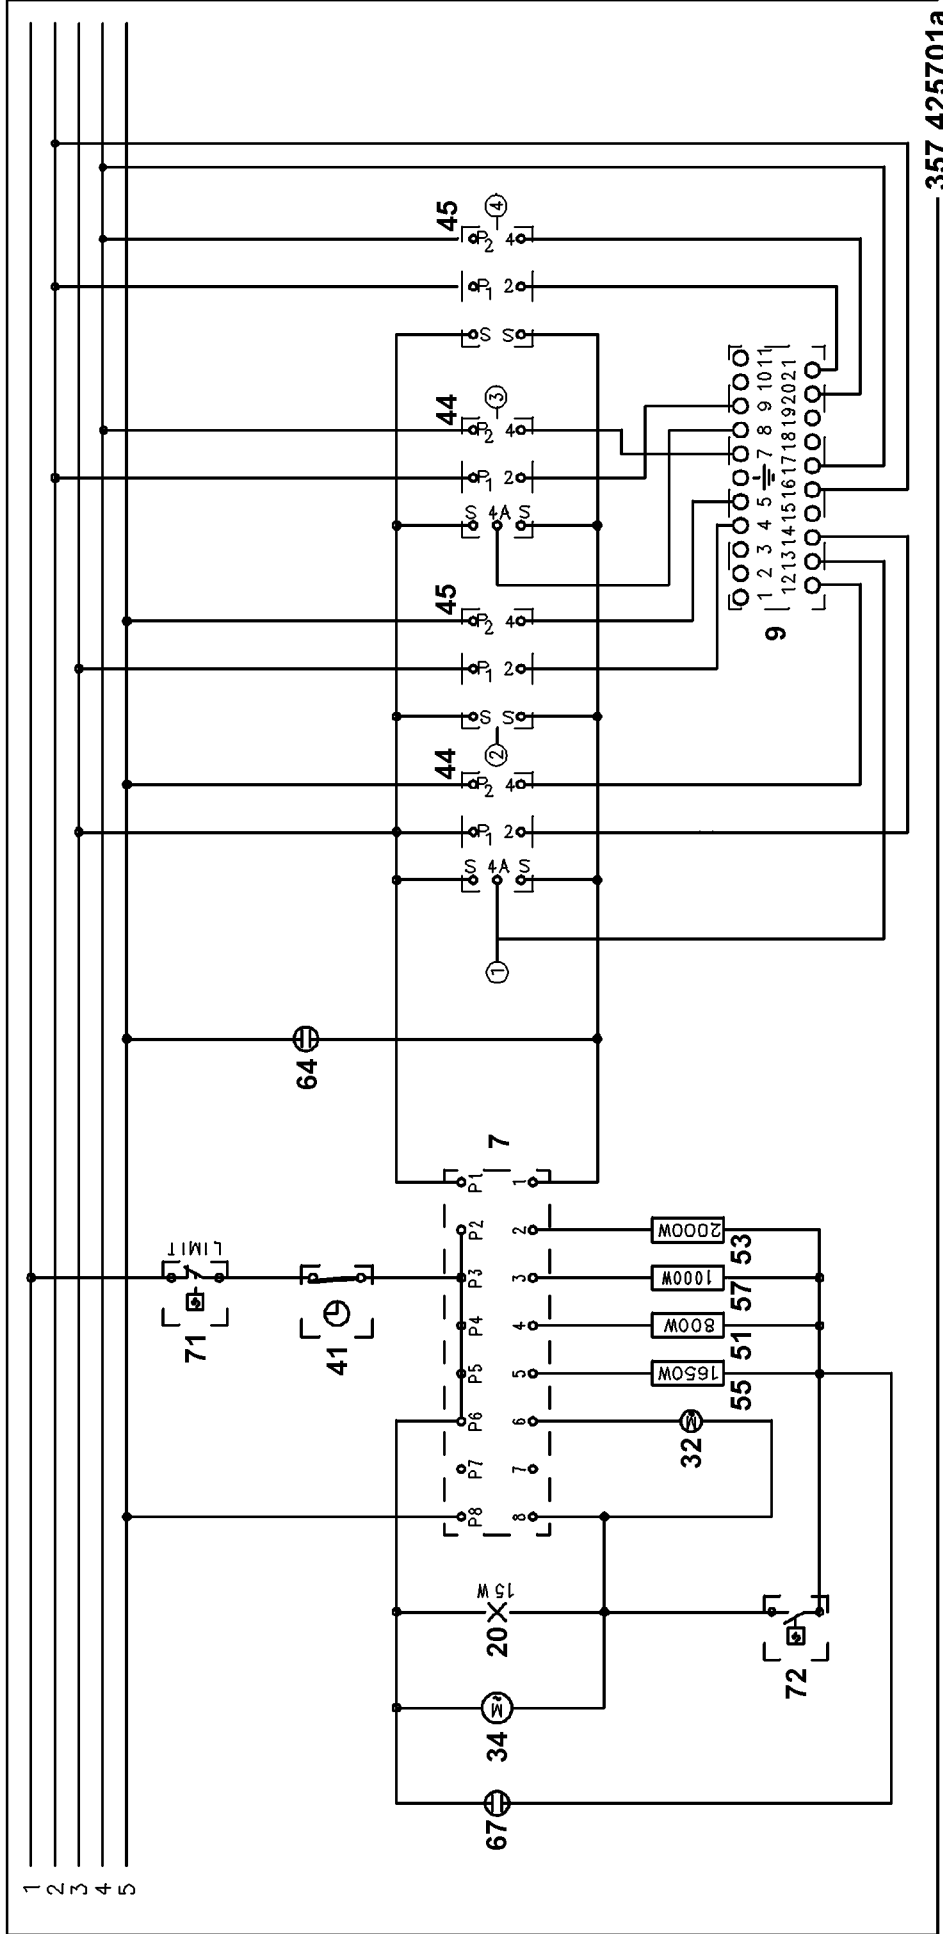 1
2
3
4
5
71
LIMIT
41
64
67
34
20
15 W
7
P8
P7
P6
P5
P4
P3
P2
P1
8
7
6
5
4
3
2
1
32
55
1650W
51
800W
57
1000W
53
2000W
72
1
S 4A S
P1 2
44
P2 4
2
S S
P1 2
45
P2 4
S 4A S
P1 2
44
P2 4
3
S S
P1 2
45
P2 4
4
9
1 2 3 4 5 7 8 9 10 11
12 13 14 15 16 17 18 19 20 21
357 425701a